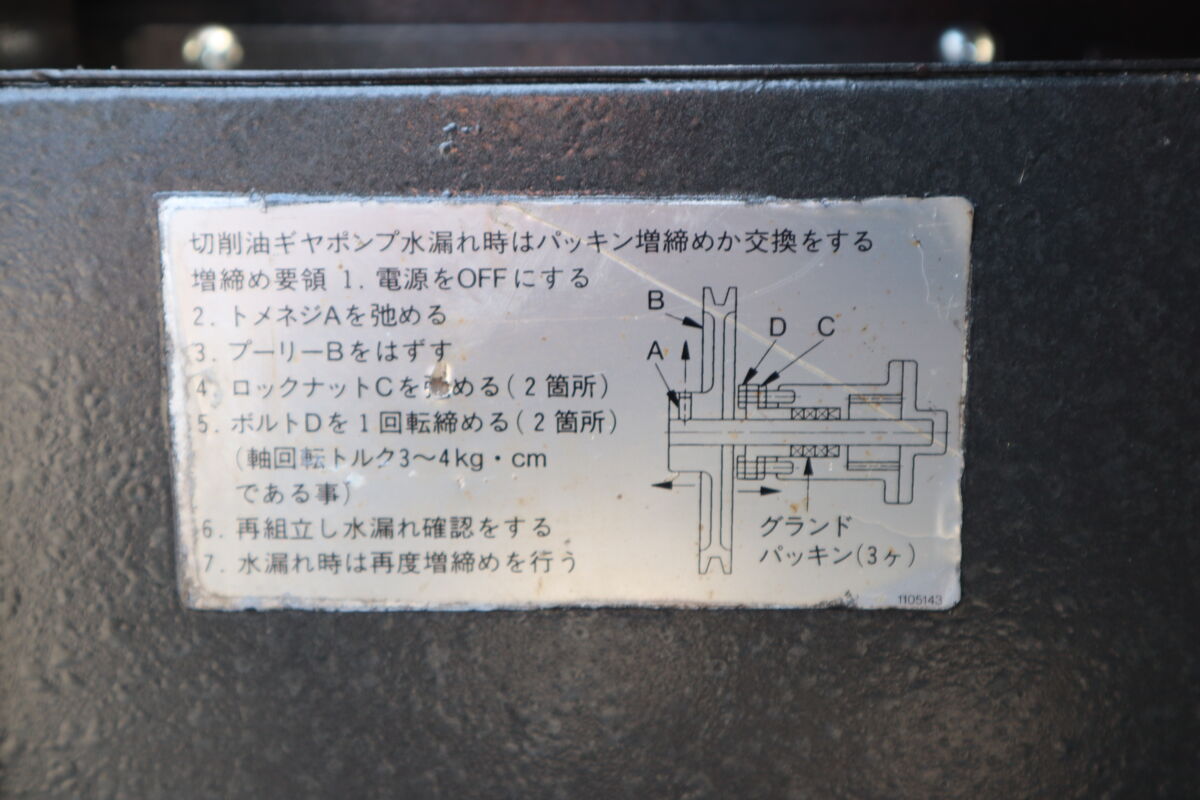 切削油ギヤポンプ水漏れ時はパッキン増締めか交換をする
増締め要領 1. 電源をOFFにする
2. トメネジAを弛める
3. プーリーBをはずす
4. ロックナットCを弛める(2箇所)
5. ボルトDを1回転締める(2箇所)
(軸回転トルク3〜4kg・cm
である事)
6. 再組立し水漏れ確認をする
7. 水漏れ時は再度増締めを行う
B
D C
A
グランド
パッキン(3ヶ)
1105143